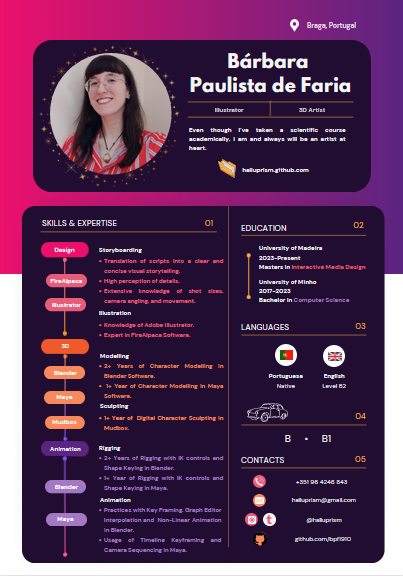 Braga, Portugal
Bárbara
Paulista de Faria
Illustrator
3D Artist
Even though I've taken a scientific course
academically, I am and always will be an artist at
heart.
halluprism.github.com
SKILLS & EXPERTISE 01
Design
FireAlpaca
Illustrator
3D
Blender
Maya
Mudbox
Animation
Blender
Maya
Storyboarding
• Translation of scripts into a clear and
concise visual storytelling.
• High perception of details.
• Extensive knowledge of shot sizes,
camera angling, and movement.
Illustration
• Knowledge of Adobe Illustrator.
• Expert in FireAlpaca Software.
Modelling
• 2+ Years of Character Modelling in
Blender Software.
• 1+ Year of Character Modelling in Maya
Software.
Sculpting
• 1+ Year of Digital Character Sculpting in
Mudbox.
Rigging
• 2+ Years of Rigging with IK controls and
Shape Keying in Blender.
• 1+ Year of Rigging with IK controls and
Shape Keying in Maya.
Animation
• Practices with Key Framing, Graph Editor
Interpolation and Non-Linear Animation
in Blender.
• Usage of Timeline Keyframing and
Camera Sequencing in Maya.
EDUCATION 02
University of Madeira
2023-Present
Masters in Interactive Media Design
University of Minho
2017-2023
Bachelor in Computer Science
LANGUAGES 03
Portuguese
Native
English
Level B2
04
B • B1
CONTACTS 05
+351 96 4246 843
halluprism@gmail.com
@halluprism
github.com/bpf1910